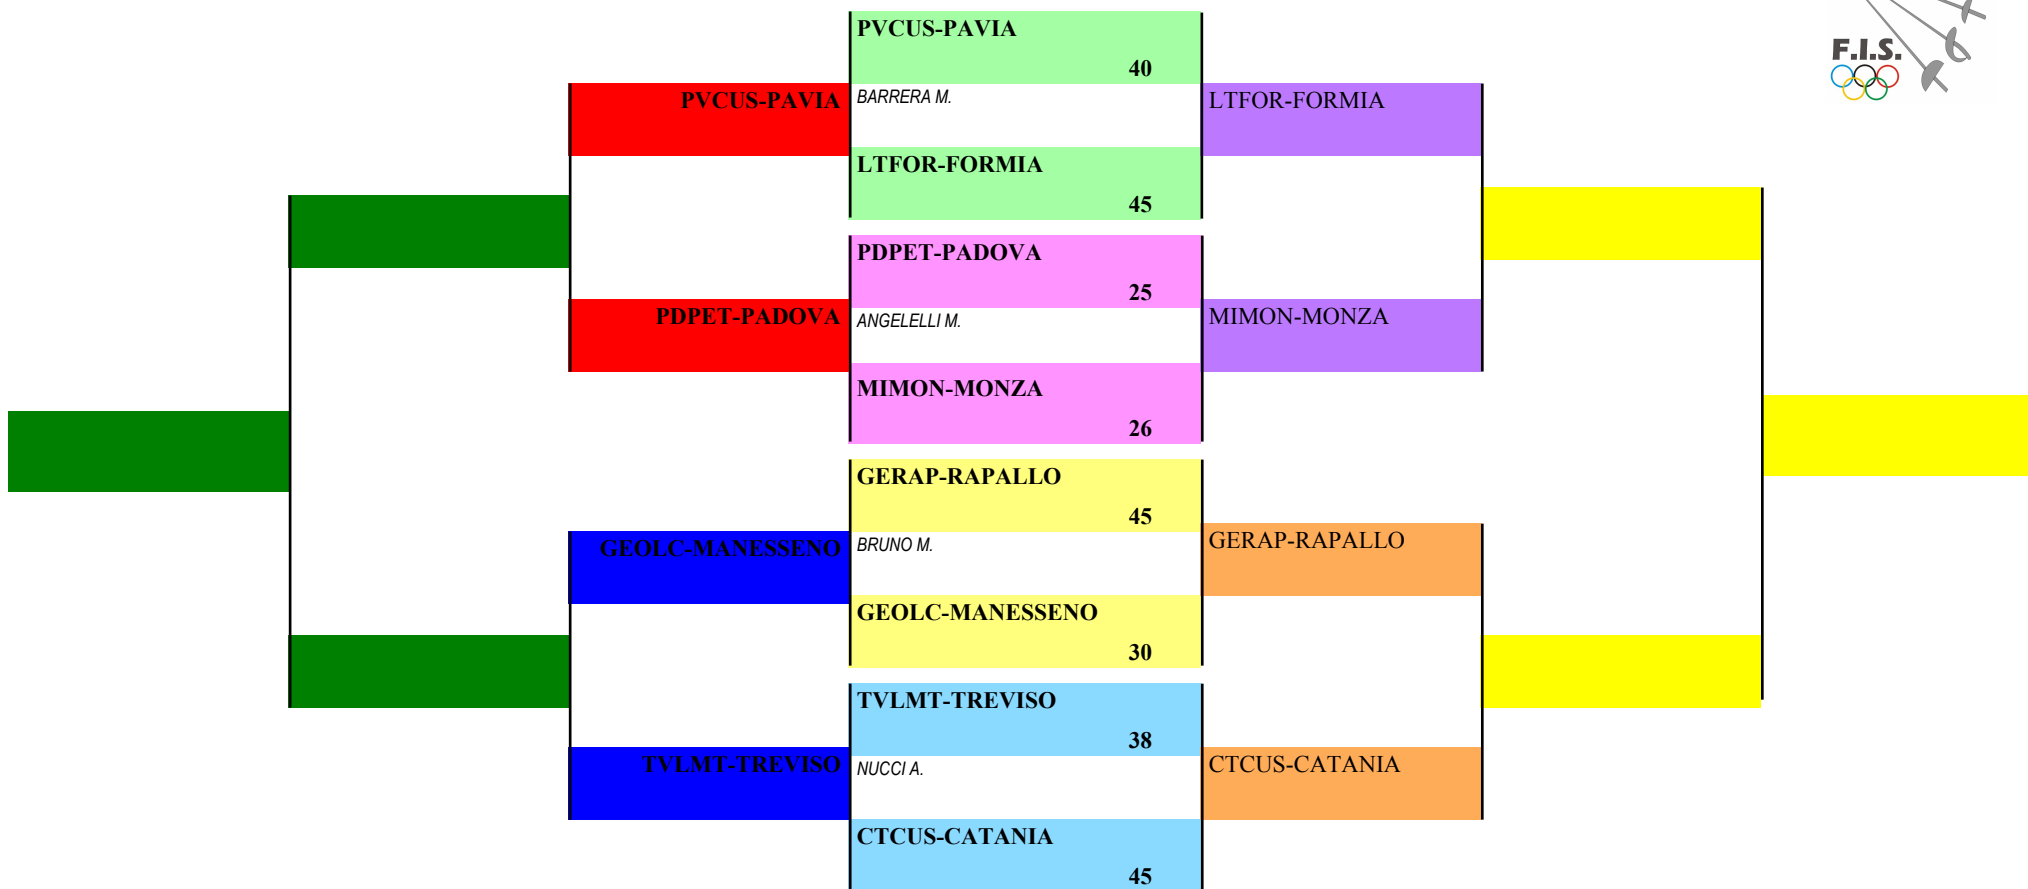 PVCUS-PAVIA
40
F.I.S.
PVCUS-PAVIA
BARRERA M.
LTFOR-FORMIA
LTFOR-FORMIA
45
PDPET-PADOVA
25
PDPET-PADOVA
ANGELELLI M.
MIMON-MONZA
MIMON-MONZA
26
GERAP-RAPALLO
45
GEOLC-MANESSENO
BRUNO M.
GERAP-RAPALLO
GEOLC-MANESSENO
30
TVLMT-TREVISO
38
TVLMT-TREVISO
NUCCI A.
CTCUS-CATANIA
CTCUS-CATANIA
45